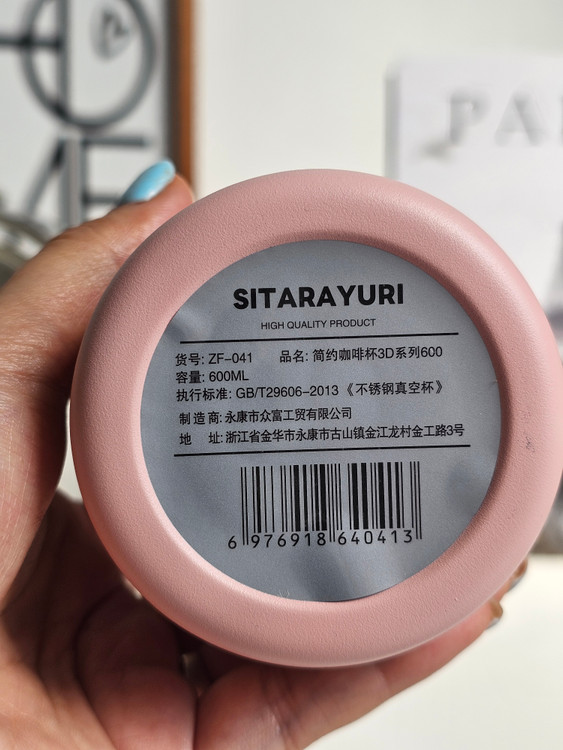 PA
SITARAYURI
HIGH QUALITY PRODUCT
货号: ZF-041 品名: 简约咖啡杯3D系列600
容量: 600ML
执行标准: GB/T29606-2013 《不锈钢真空杯》
制造商: 永康市众富工贸有限公司
地 址: 浙江省金华市永康市古山镇金江龙村金工路3号
6 976918 640413